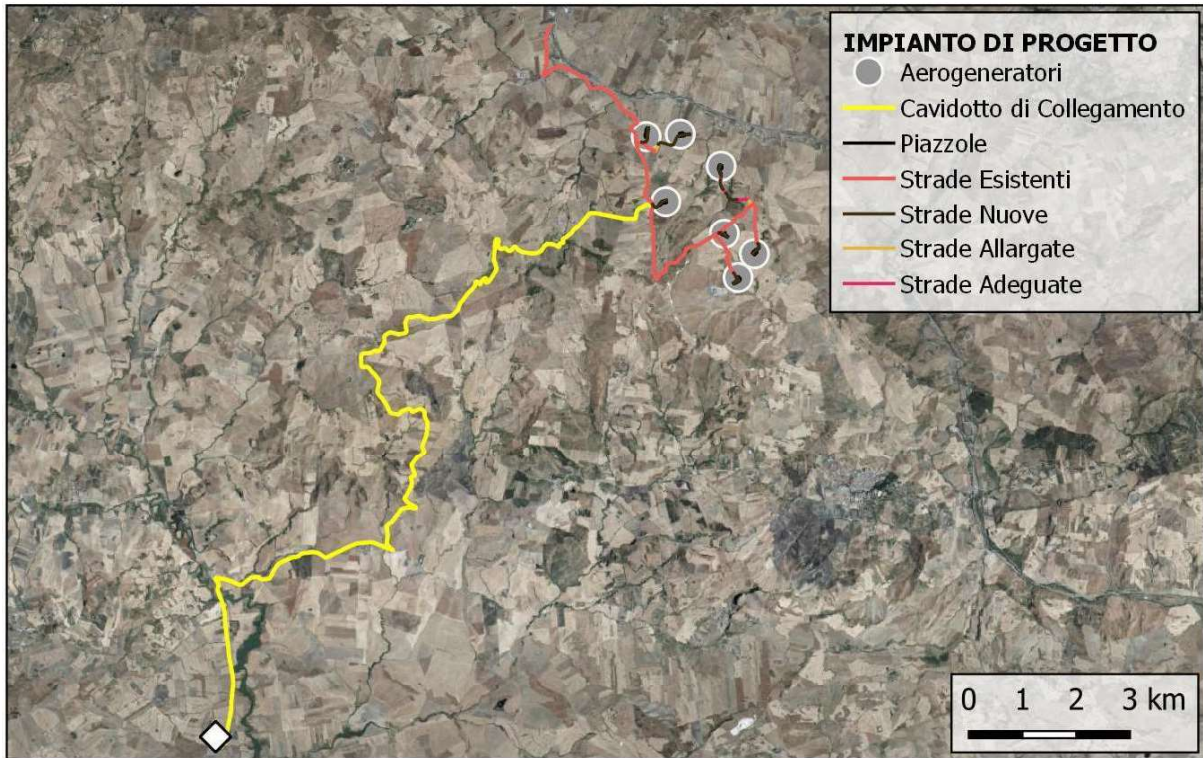 IMPIANTO DI PROGETTO
Aerogeneratori
Cavidotto di Collegamento
Piazzole
Strade Esistenti
Strade Nuove
Strade Allargate
Strade Adeguate
0 1 2 3 km